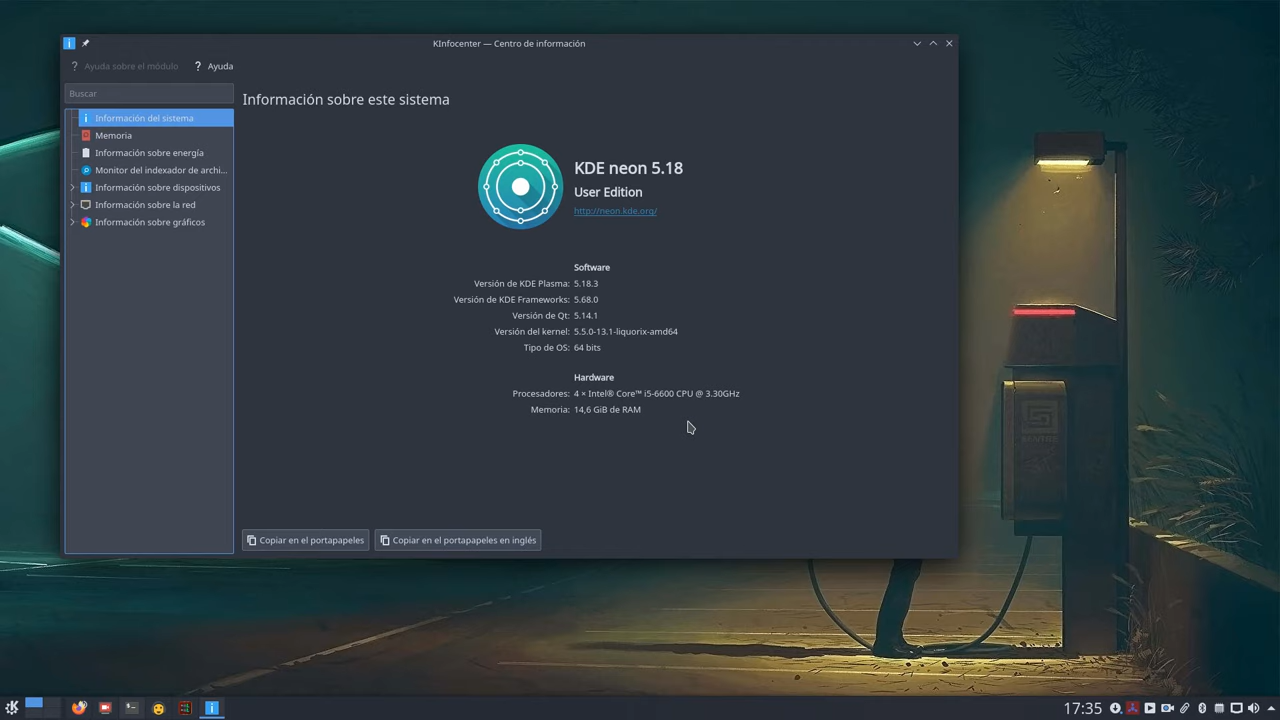 KInfocenter — Centro de información
Ayuda sobre el módulo
Ayuda
Buscar
Información del sistema
Memoria
Información sobre energía
Monitor del indexador de archi...
Información sobre dispositivos
Información sobre la red
Información sobre gráficos
Información sobre este sistema
KDE neon 5.18
User Edition
http://neon.kde.org/
Software
Versión de KDE Plasma: 5.18.3
Versión de KDE Frameworks: 5.68.0
Versión de Qt: 5.14.1
Versión del kernel: 5.5.0-13.1-liquorix-amd64
Tipo de OS: 64 bits
Hardware
Procesadores: 4 × Intel® Core™ i5-6600 CPU @ 3.30GHz
Memoria: 14,6 GiB de RAM
Copiar en el portapapeles
Copiar en el portapapeles en inglés
17:35